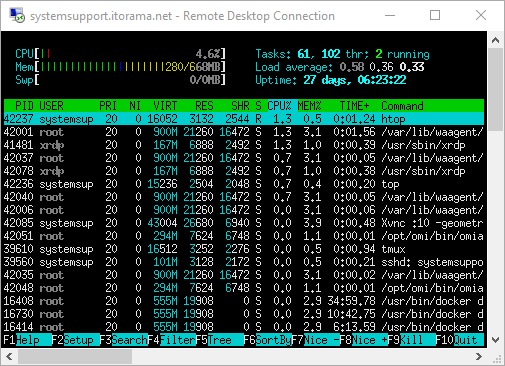 systemsupport.itorama.net - Remote Desktop Connection
CPU[|| 4.6%] Tasks: 61, 102 thr; 2 running
Mem[||||||||||||||||||||||280/668MB] Load average: 0.58 0.36 0.33
Swp[ 0/0MB] Uptime: 27 days, 06:23:22
PID USER PRI NI VIRT RES SHR S CPU% MEM% TIME+ Command
42237 systemsup 20 0 16052 3132 2544 R 1.3 0.5 0:01.24 htop
42001 root 20 0 900M 21260 16472 S 1.3 3.1 0:01.56 /var/lib/waagent/
41481 xrdp 20 0 167M 6888 2492 S 1.3 1.0 0:00.39 /usr/sbin/xrdp
42037 root 20 0 900M 21260 16472 S 0.7 3.1 0:00.05 /var/lib/waagent/
42078 xrdp 20 0 167M 6888 2492 S 0.7 1.0 0:00.38 /usr/sbin/xrdp
42236 systemsup 20 0 15236 2504 2048 S 0.7 0.4 0:00.20 top
42040 root 20 0 900M 21260 16472 S 0.7 3.1 0:00.05 /var/lib/waagent/
42006 root 20 0 900M 21260 16472 S 0.0 3.1 0:00.06 /var/lib/waagent/
42085 systemsup 20 0 43004 26680 6940 S 0.0 3.9 0:00.48 Xvnc :10 -geometr
42051 root 20 0 294M 7624 6748 S 0.0 1.1 0:00.01 /opt/omi/bin/omia
39610 systemsup 20 0 16512 3252 2276 S 0.0 0.5 0:00.94 tmux
39560 systemsup 20 0 101M 3128 2172 S 0.0 0.5 0:00.21 sshd: systemsuppo
42035 root 20 0 900M 21260 16472 S 0.0 3.1 0:00.02 /var/lib/waagent/
42048 root 20 0 294M 7624 6748 S 0.0 1.1 0:00.01 /opt/omi/bin/omia
16408 root 20 0 555M 19908 0 S 0.0 2.9 34:59.78 /usr/bin/docker d
16730 root 20 0 555M 19908 0 S 0.0 2.9 10:42.75 /usr/bin/docker d
16414 root 20 0 555M 19908 0 S 0.0 2.9 6:13.59 /usr/bin/docker d
F1Help F2Setup F3SearchF4FilterF5Tree F6SortByF7Nice -F8Nice +F9Kill F10Quit